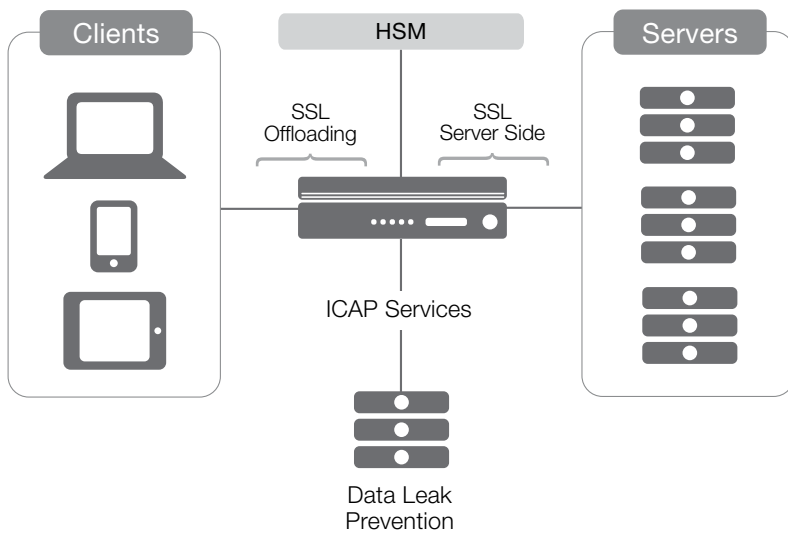 Clients
HSM
Servers
SSL
Offloading
SSL
Server Side
ICAP Services
Data Leak
Prevention